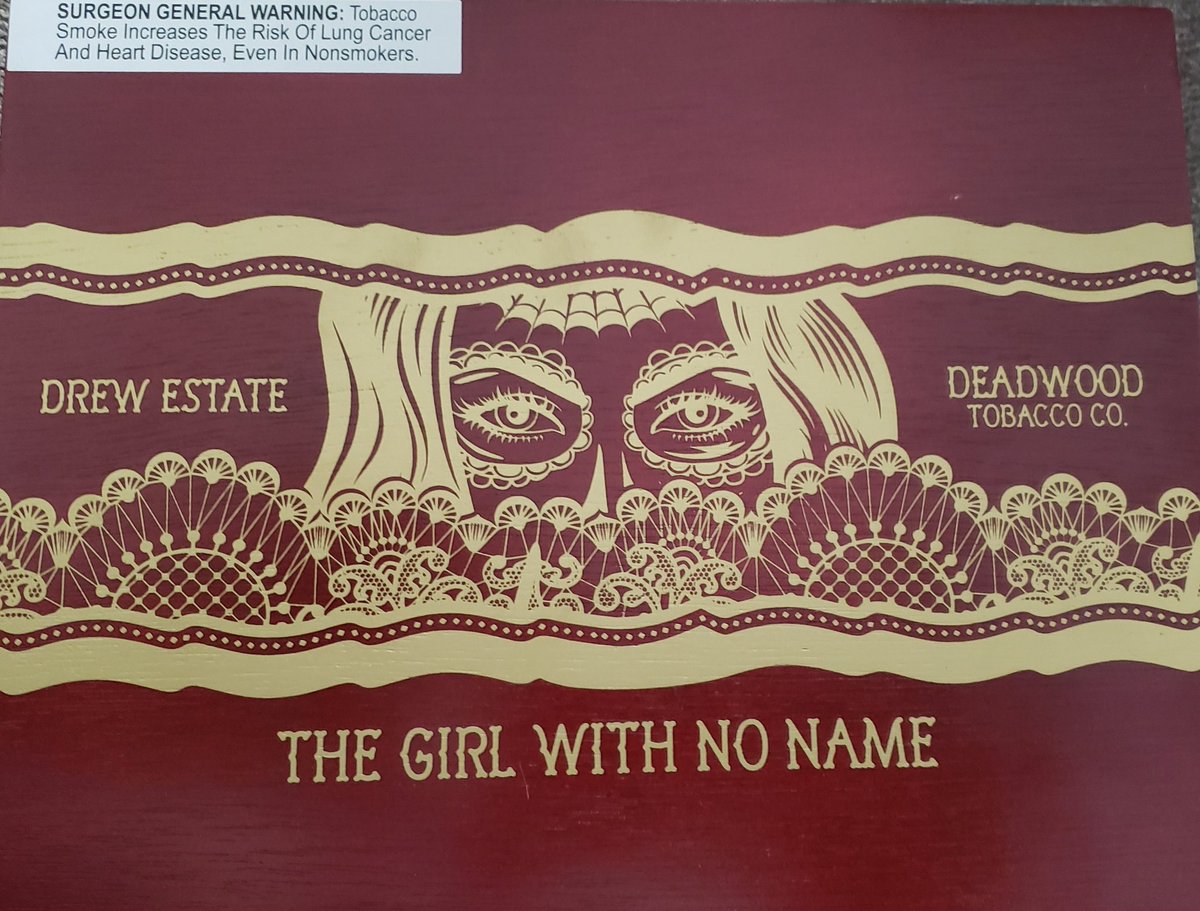 SURGEON GENERAL WARNING: Tobacco
Smoke Increases The Risk Of Lung Cancer
And Heart Disease, Even In Nonsmokers.
DREW ESTATE
DEADWOOD
TOBACCO CO.
THE GIRL WITH NO NAME